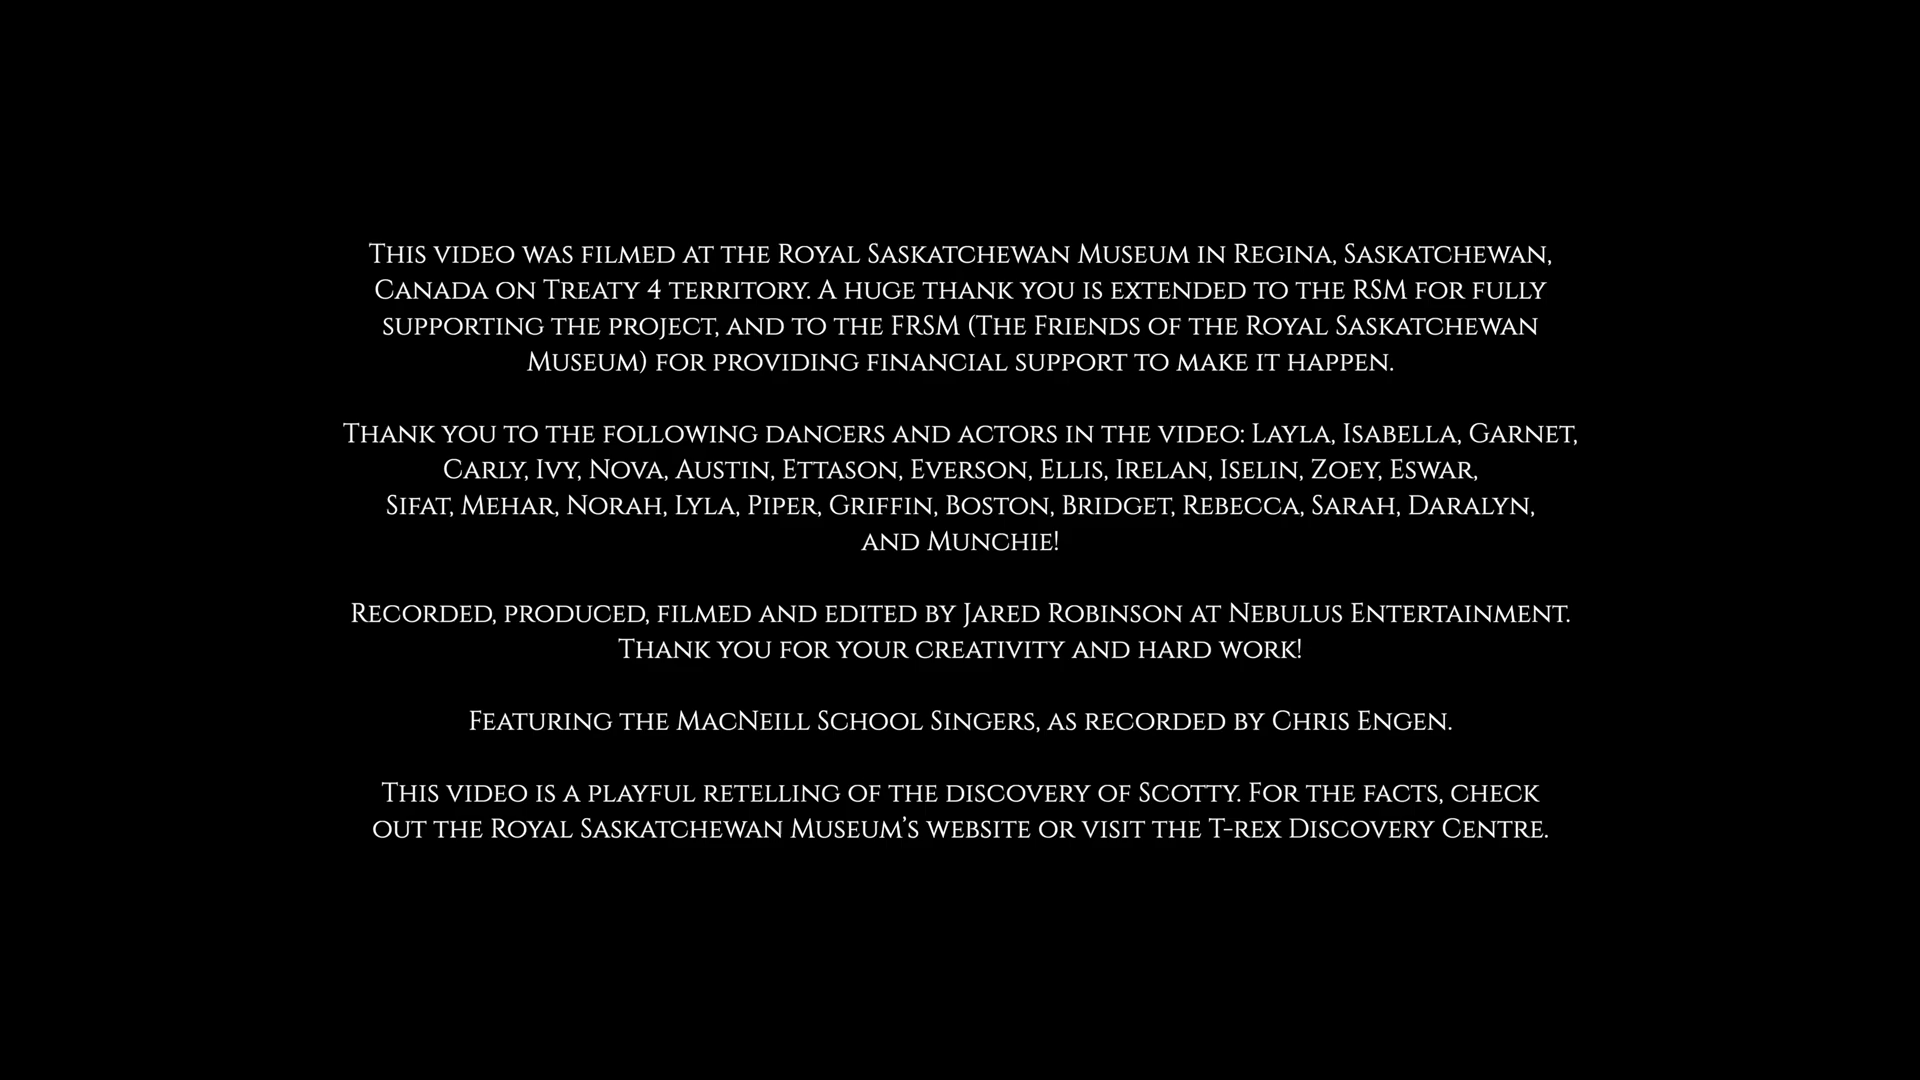 This video was filmed at the Royal Saskatchewan Museum in Regina, Saskatchewan,
Canada on Treaty 4 territory. A huge thank you is extended to the RSM for fully
supporting the project, and to the FRSM (The Friends of the Royal Saskatchewan
Museum) for providing financial support to make it happen.
Thank you to the following dancers and actors in the video: Layla, Isabella, Garnet,
Carly, Ivy, Nova, Austin, Ettason, Everson, Ellis, Irelan, Iselin, Zoey, Eswar,
Sifat, Mehar, Norah, Lyla, Piper, Griffin, Boston, Bridget, Rebecca, Sarah, Daralyn,
and Munchie!
Recorded, produced, filmed and edited by Jared Robinson at Nebulus Entertainment.
Thank you for your creativity and hard work!
Featuring the MacNeill School Singers, as recorded by Chris Engen.
This video is a playful retelling of the discovery of Scotty. For the facts, check
out the Royal Saskatchewan Museum’s website or visit the T-rex Discovery Centre.